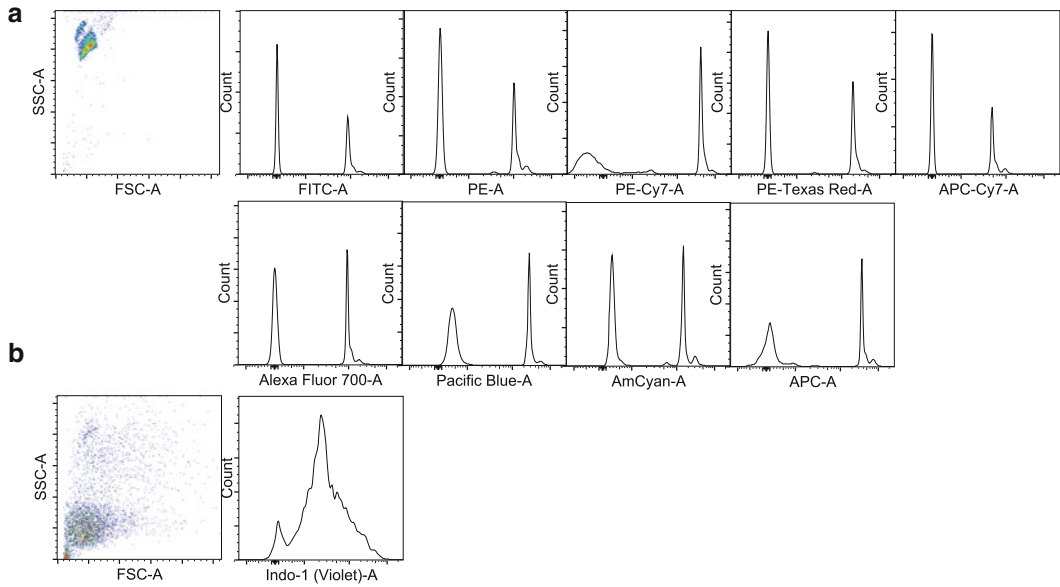 a
SSC-A
FSC-A
Count
FITC-A
Count
PE-A
Count
PE-Cy7-A
Count
PE-Texas Red-A
Count
APC-Cy7-A
Count
Alexa Fluor 700-A
Count
Pacific Blue-A
Count
AmCyan-A
Count
APC-A
b
SSC-A
FSC-A
Count
Indo-1 (Violet)-A